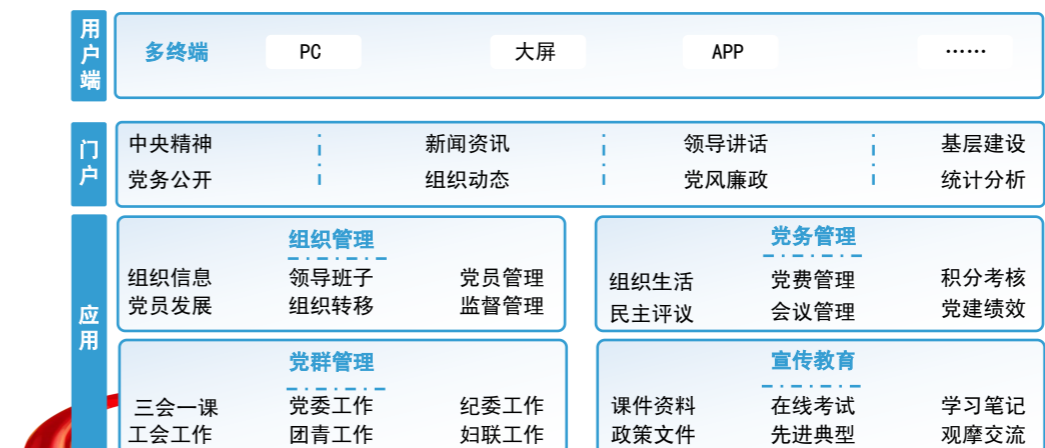 用户端
多终端 PC 大屏 APP ……
门户
中央精神 新闻资讯 领导讲话 基层建设
党务公开 组织动态 党风廉政 统计分析
应用
组织管理
组织信息 领导班子 党员管理
党员发展 组织转移 监督管理
党务管理
组织生活 党费管理 积分考核
民主评议 会议管理 党建绩效
党群管理
三会一课 党委工作 纪委工作
工会工作 团青工作 妇联工作
宣传教育
课件资料 在线考试 学习笔记
政策文件 先进典型 观摩交流